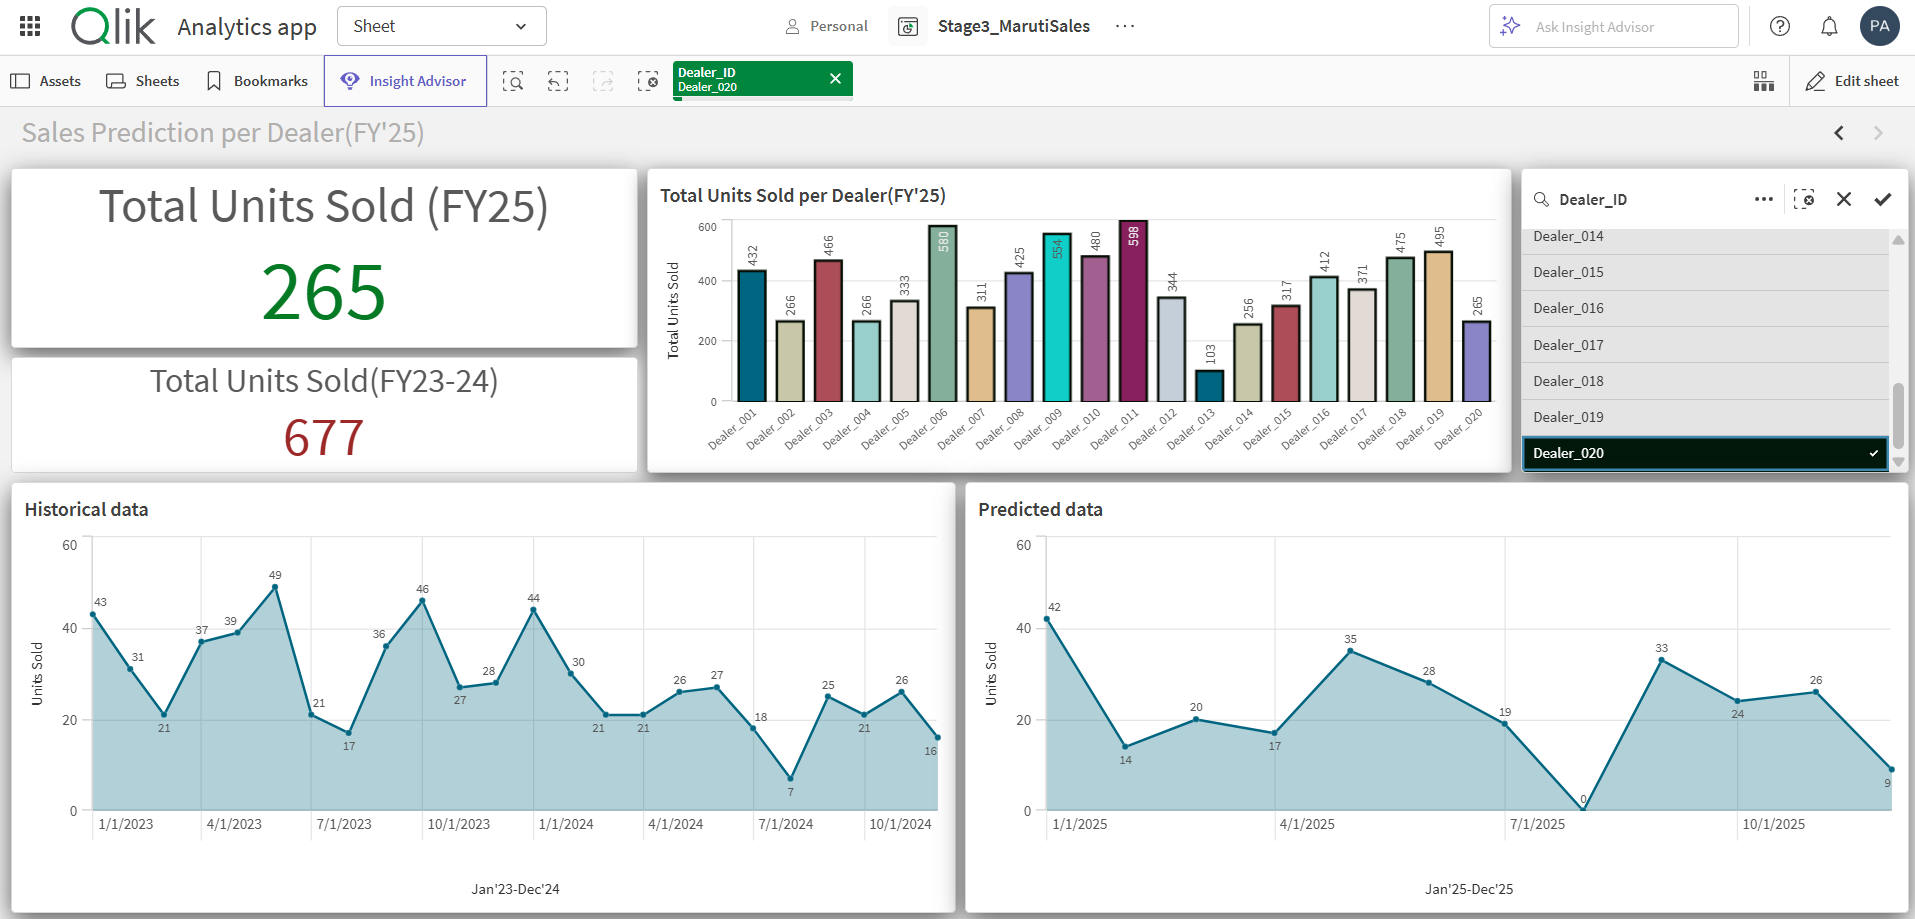 Qlik Analytics app Sheet Personal Stage3_MarutiSales ... Ask Insight Advisor ? PA
Assets Sheets Bookmarks Insight Advisor Dealer_ID Edit sheet
Dealer_020
Sales Prediction per Dealer(FY'25)
Total Units Sold (FY25)
265
Total Units Sold(FY23-24)
677
Total Units Sold per Dealer(FY'25)
Total Units Sold
600
400
200
0
432 266 466 266 333 580 311 425 554 480 598 344 103 256 317 412 371 475 495 265
Dealer_001 Dealer_002 Dealer_003 Dealer_004 Dealer_005 Dealer_006 Dealer_007 Dealer_008 Dealer_009 Dealer_010 Dealer_011 Dealer_012 Dealer_013 Dealer_014 Dealer_015 Dealer_016 Dealer_017 Dealer_018 Dealer_019 Dealer_020
Dealer_ID ...
Dealer_014
Dealer_015
Dealer_016
Dealer_017
Dealer_018
Dealer_019
Dealer_020
Historical data
Units Sold
60
40
20
0
43 31 21 37 39 49 21 17 36 46 27 28 44 30 21 21 26 27 18 7 25 21 26 16
1/1/2023 4/1/2023 7/1/2023 10/1/2023 1/1/2024 4/1/2024 7/1/2024 10/1/2024
Jan'23-Dec'24
Predicted data
Units Sold
60
40
20
0
42 14 20 17 35 28 19 0 33 24 26 9
1/1/2025 4/1/2025 7/1/2025 10/1/2025
Jan'25-Dec'25